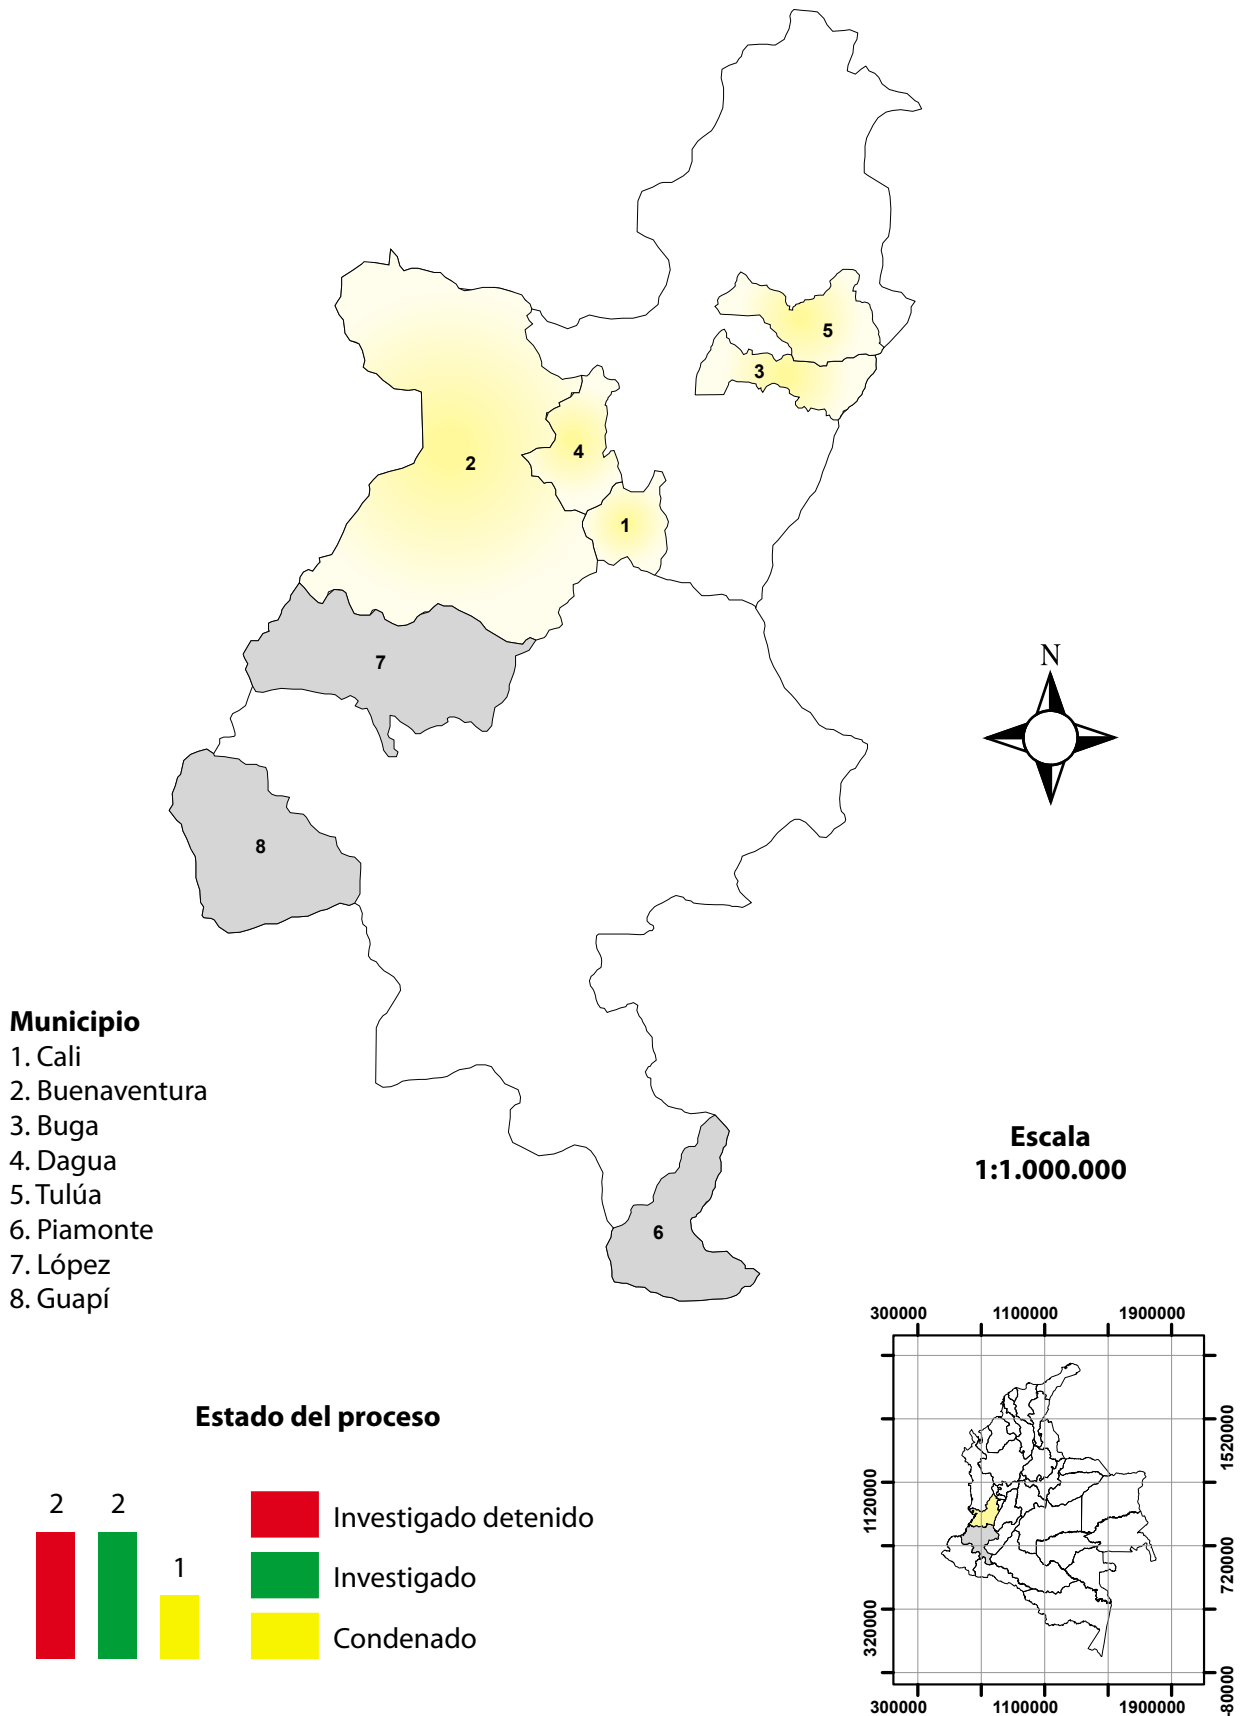 5
3
2
4
1
7
N
8
6
Municipio
1. Cali
2. Buenaventura
3. Buga
4. Dagua
5. Tulúa
6. Piamonte
7. López
8. Guapí
Escala
1:1.000.000
Estado del proceso
2
2
1
Investigado detenido
Investigado
Condenado
300000
1100000
1900000
1120000
320000
1520000
720000
-80000
300000
1100000
1900000